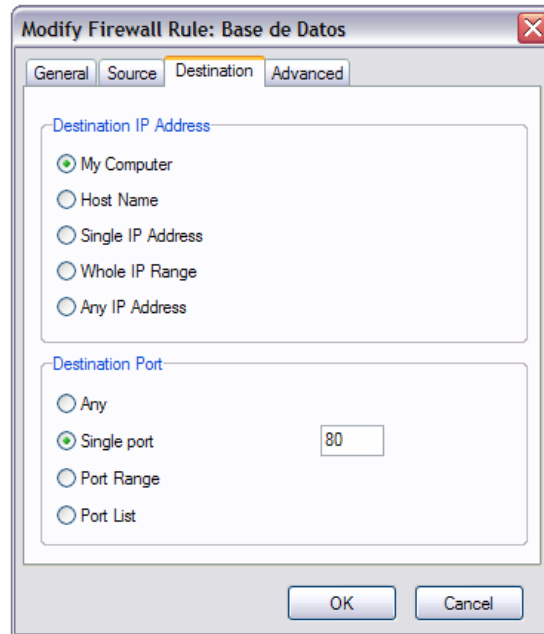 Modify Firewall Rule: Base de Datos
General Source Destination Advanced
Destination IP Address
My Computer
Host Name
Single IP Address
Whole IP Range
Any IP Address
Destination Port
Any
Single port 80
Port Range
Port List
OK Cancel